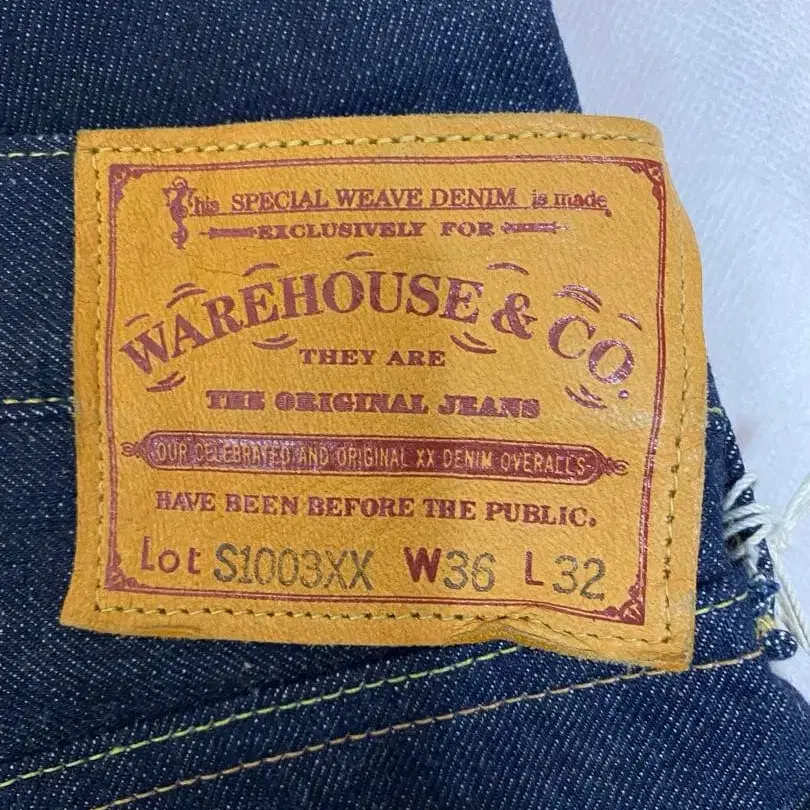 This SPECIAL WEAVE DENIM is made
EXCLUSIVELY FOR
WAREHOUSE & CO.
THEY ARE
THE ORIGINAL JEANS
OUR CELEBRATED AND ORIGINAL XX DENIM OVERALLS
HAVE BEEN BEFORE THE PUBLIC.
Lot S1003XX W36 L32